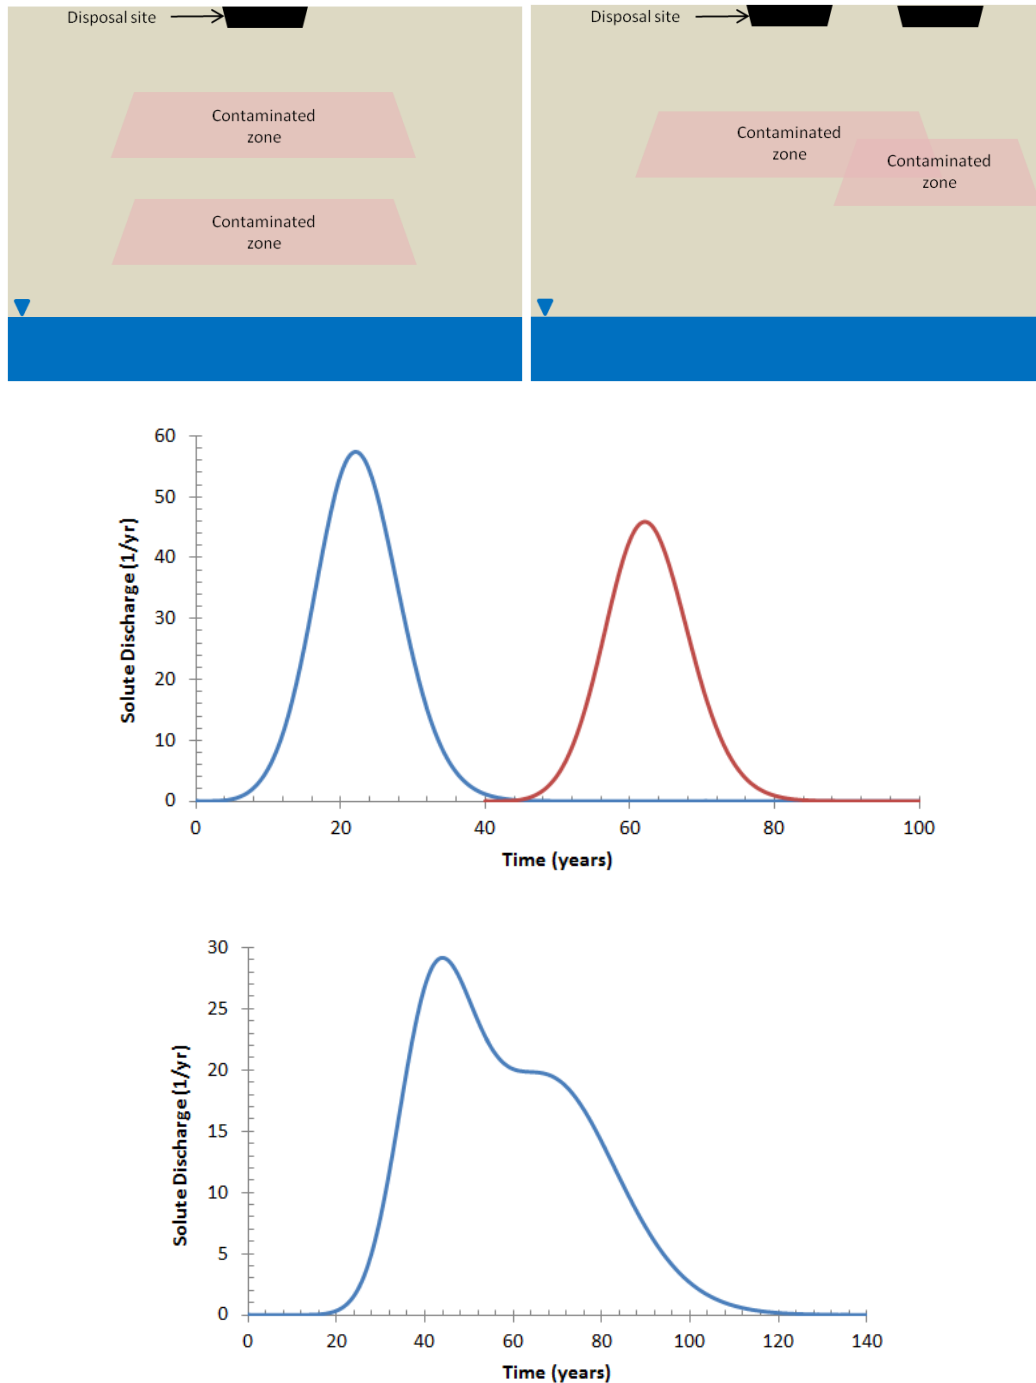 Disposal site
Contaminated
zone
Contaminated
zone
Disposal site
Contaminated
zone
Contaminated
zone
60
50
40
30
20
10
0
Solute Discharge (1/yr)
0 20 40 60 80 100
Time (years)
30
25
20
15
10
5
0
Solute Discharge (1/yr)
0 20 40 60 80 100 120 140
Time (years)